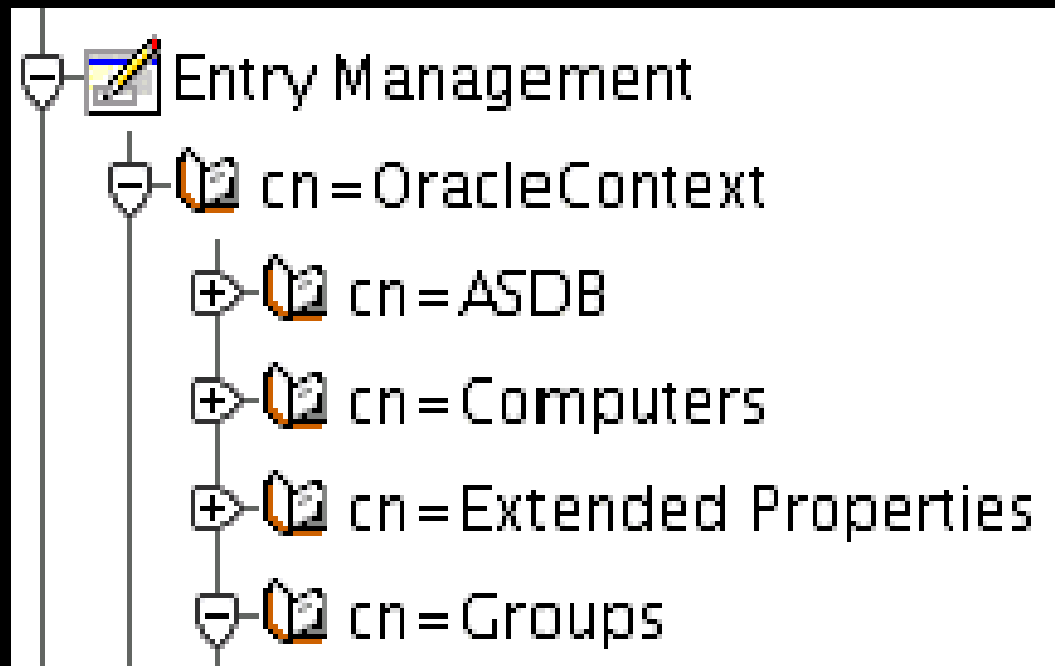 Entry Management
cn=OracleContext
cn=ASDB
cn=Computers
cn=Extended Properties
cn=Groups